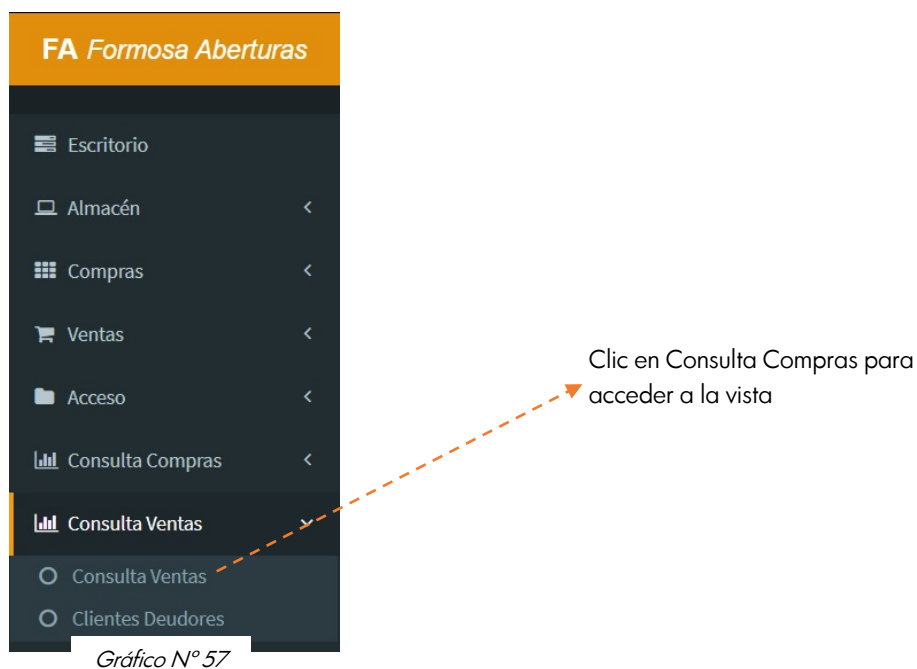 FA Formosa Aberturas
Escritorio
Almacén
Compras
Ventas
Acceso
Consulta Compras
Consulta Ventas
Consulta Ventas
Clientes Deudores
Gráfico N° 57
Clic en Consulta Compras para
acceder a la vista